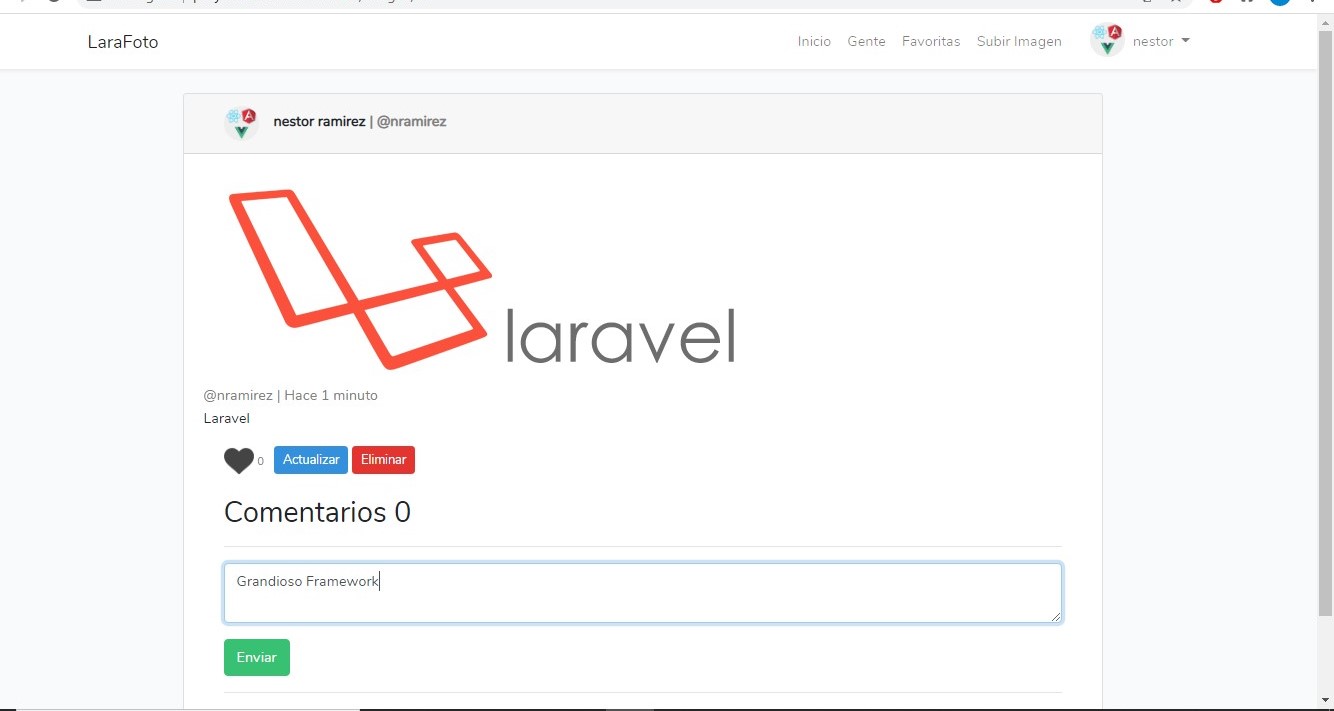 LaraFoto
Inicio Gente Favoritas Subir Imagen nestor
nestor ramirez | @nramirez
laravel
@nramirez | Hace 1 minuto
Laravel
0 Actualizar Eliminar
Comentarios 0
Grandioso Framework
Enviar